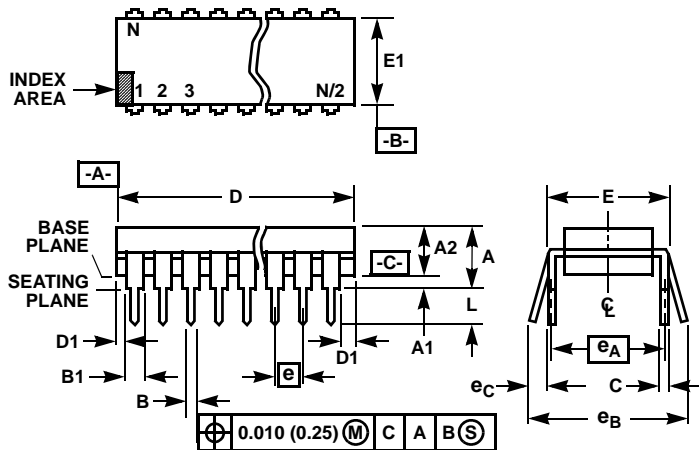 N
E1
INDEX
AREA
1 2 3 N/2
-B-
-A-
D
E
BASE
PLANE
A2
A
-C-
SEATING
PLANE
L
C
L
D1
A1
D1
eA
B1
e
eC
C
B
eB
0.010 (0.25) M C A B S